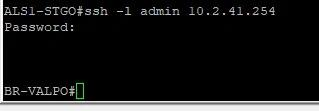 ALS1-STGO#ssh -l admin 10.2.41.254
Password:
BR-VALPO#